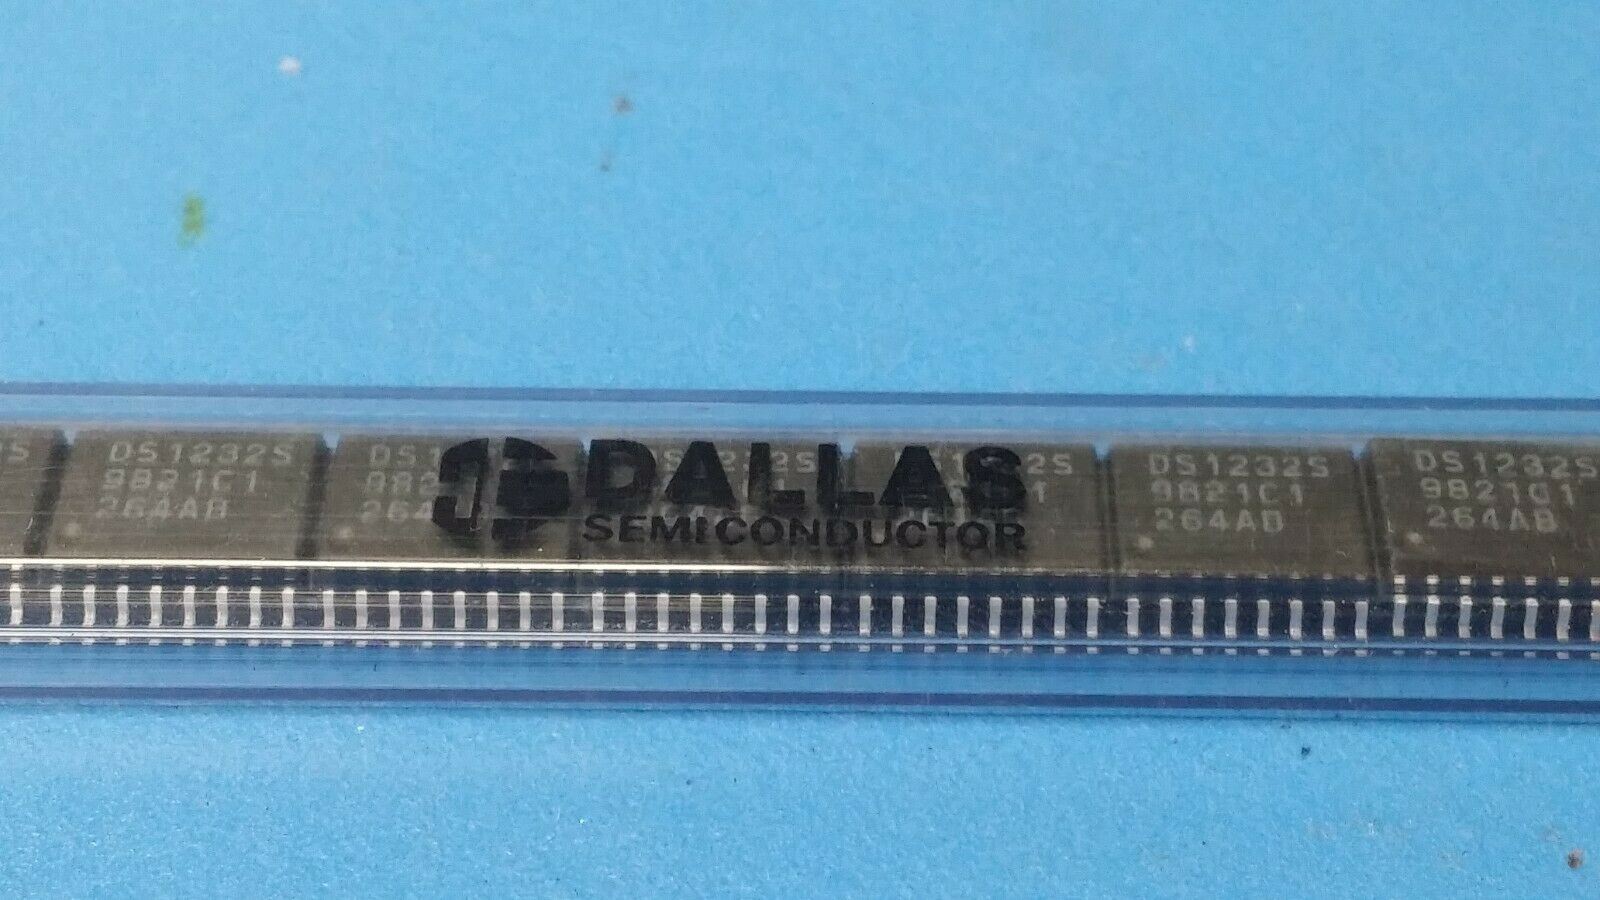 DS1232S
9821C1
264AB
DALLAS
SEMICONDUCTOR
DS1232S
9821C1
264AB
DS1232S
9821C1
264AB